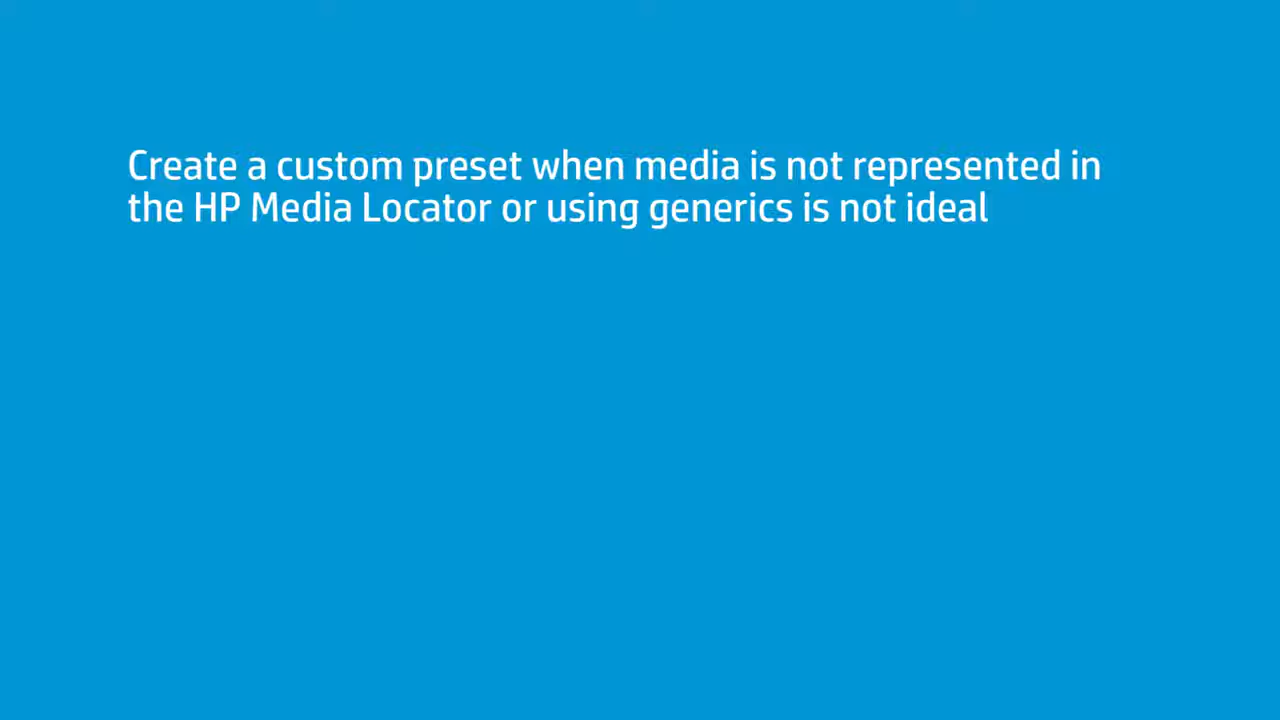 Create a custom preset when media is not represented in
the HP Media Locator or using generics is not ideal